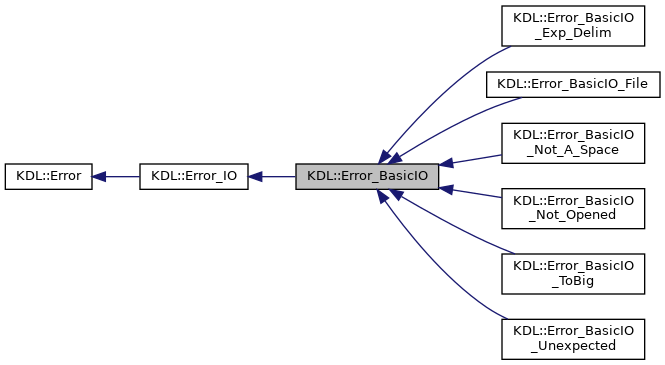 KDL::Error_BasicIO
_Exp_Delim
KDL::Error_BasicIO_File
KDL::Error_BasicIO
_Not_A_Space
KDL::Error
KDL::Error_IO
KDL::Error_BasicIO
KDL::Error_BasicIO
_Not_Opened
KDL::Error_BasicIO
_ToBig
KDL::Error_BasicIO
_Unexpected